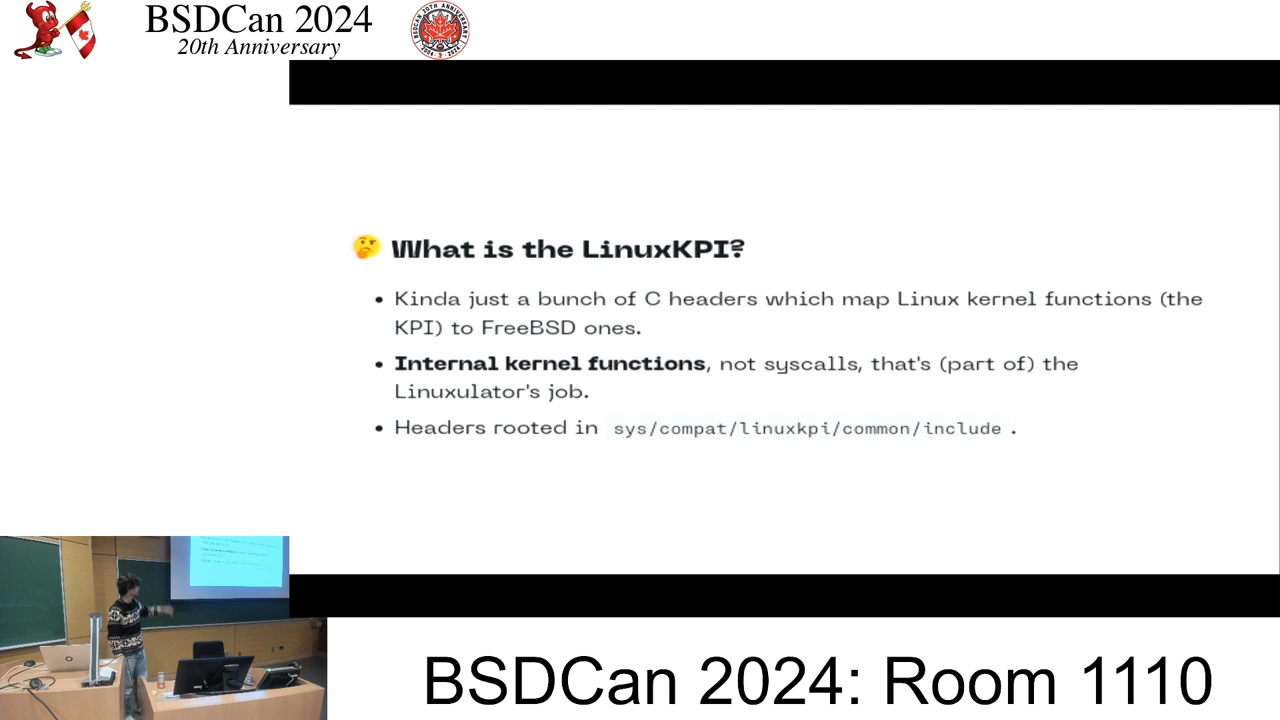 BSDCan 2024
20th Anniversary
🤔 What is the LinuxKPI?
• Kinda just a bunch of C headers which map Linux kernel functions (the
KPI) to FreeBSD ones.
• Internal kernel functions, not syscalls, that's (part of) the
Linuxulator's job.
• Headers rooted in sys/compat/linuxkpi/common/include .
BSDCan 2024: Room 1110